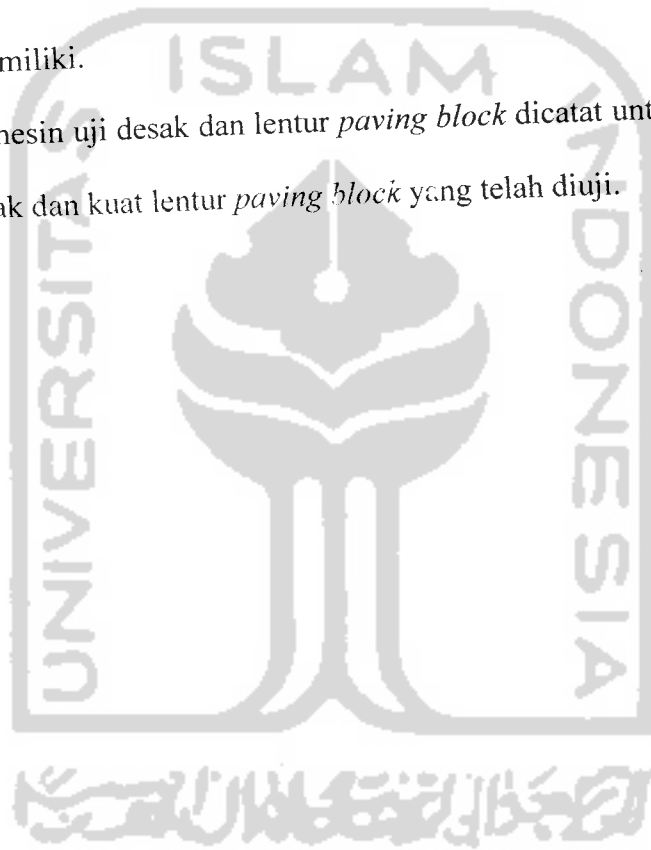 miliki.
nesin uji desak dan lentur paving block dicatat unt
ak dan kuat lentur paving block yang telah diuji.
ISLAM
UNIVERSITAS
INDONESIA